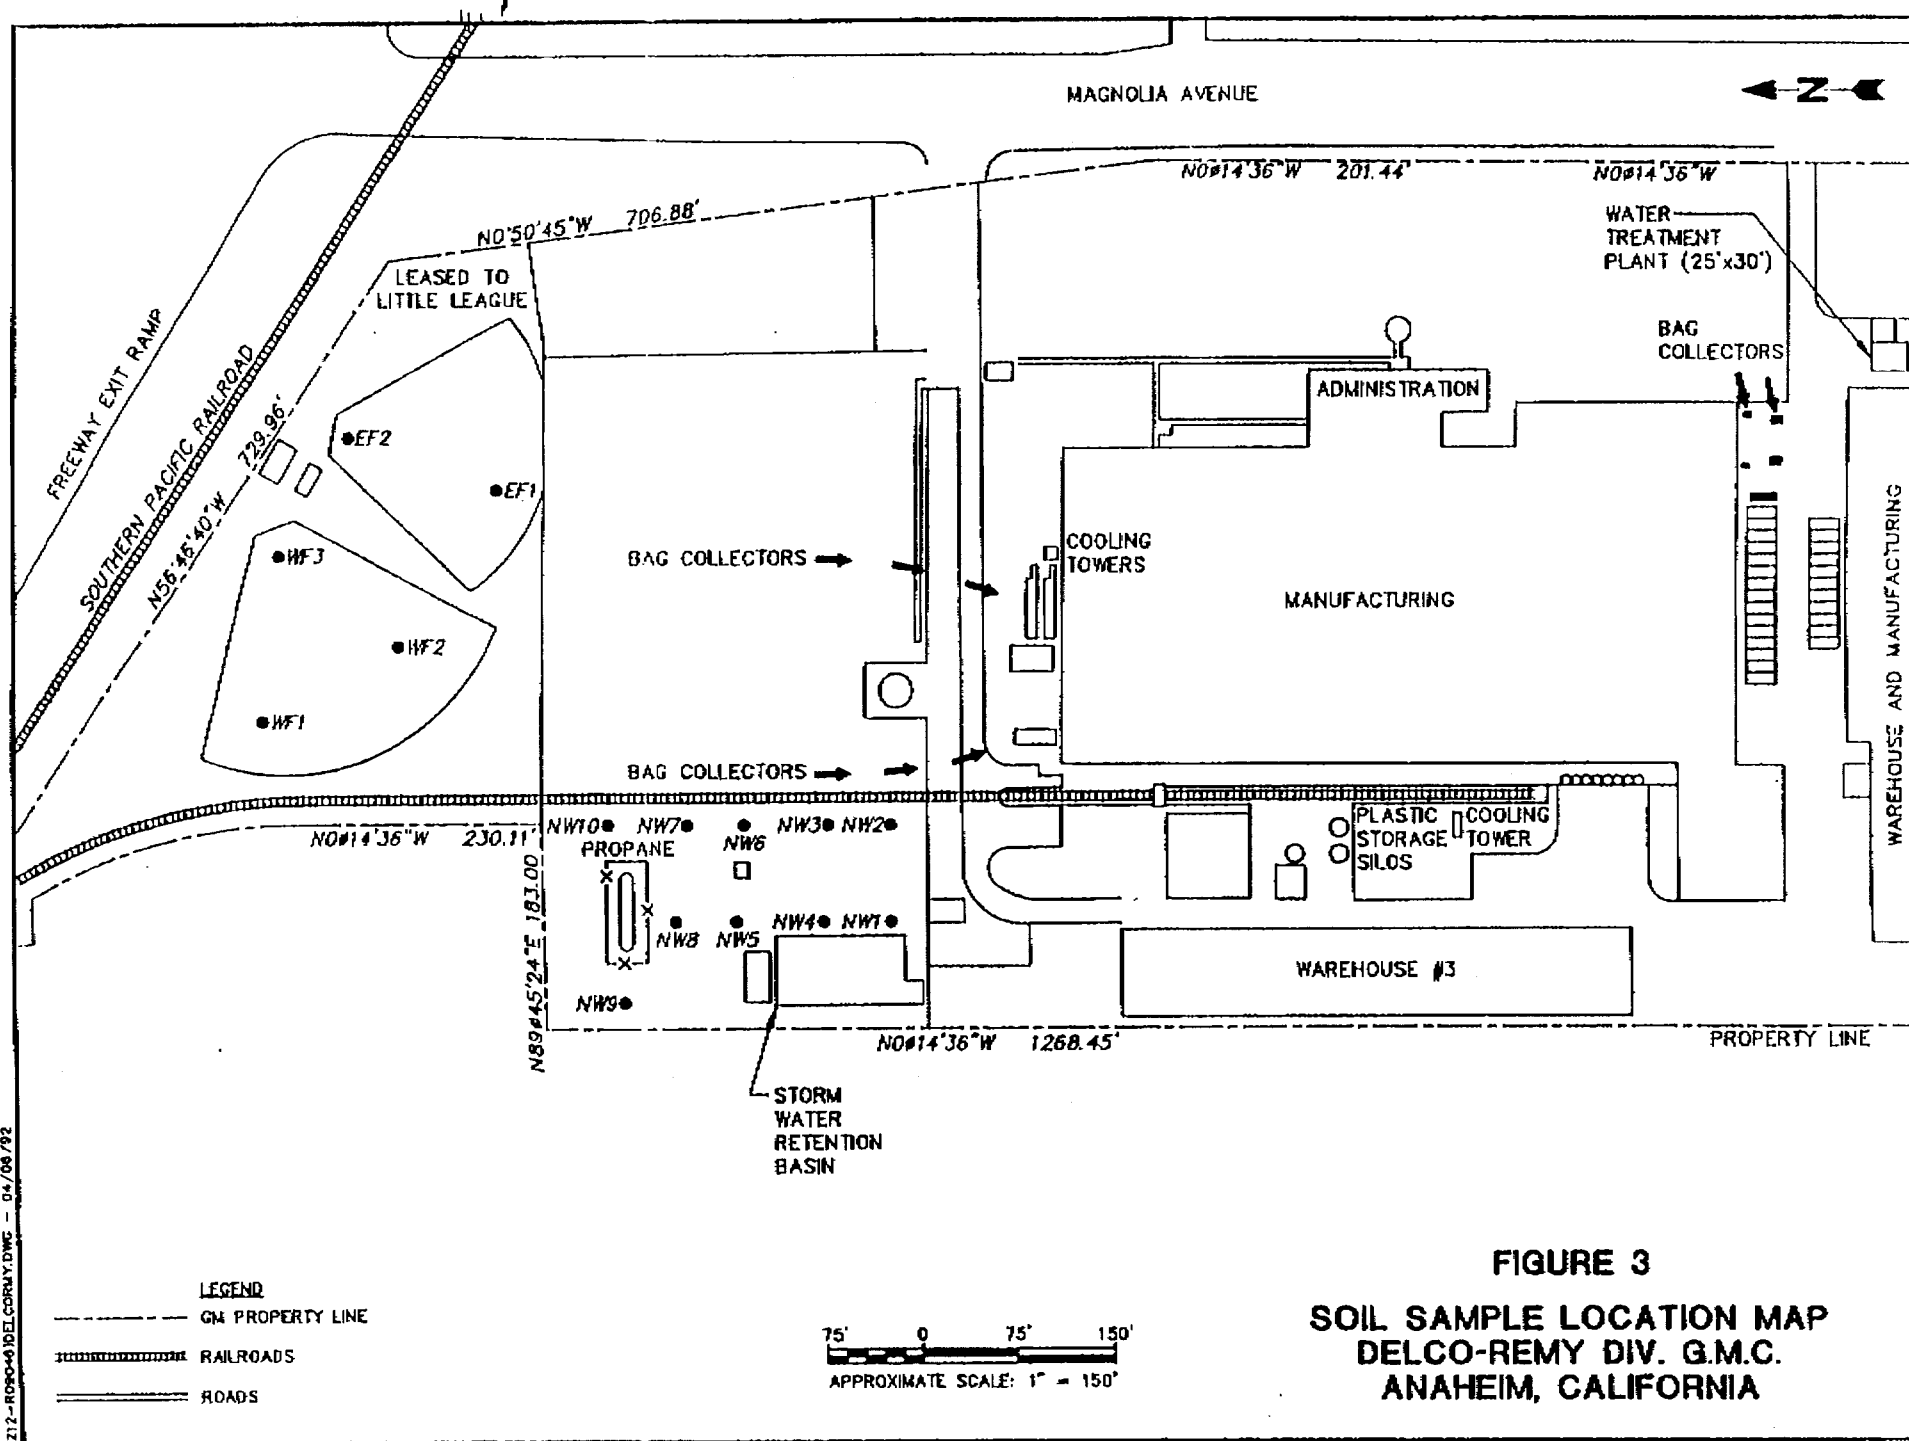 MAGNOLIA AVENUE
N
N0°14'36"W 201.44'
N0°14'36"W
WATER
TREATMENT
PLANT (25'x30')
N0°50'45"W 706.88'
LEASED TO
LITTLE LEAGUE
FREEWAY EXIT RAMP
SOUTHERN PACIFIC RAILROAD
729.96'
N56°46'40"W
BAG
COLLECTORS
ADMINISTRATION
EF2
EF1
WF3
WF2
WF1
BAG COLLECTORS
COOLING
TOWERS
MANUFACTURING
WAREHOUSE AND MANUFACTURING
BAG COLLECTORS
N0°14'36"W 230.11'
NW10
NW7
NW6
NW3
NW2
PROPANE
PLASTIC
STORAGE
SILOS
COOLING
TOWER
N89°45'24"E 183.00
NW8
NW5
NW4
NW1
NW9
WAREHOUSE #3
N0°14'36"W 1268.45'
PROPERTY LINE
STORM
WATER
RETENTION
BASIN
LEGEND
GM PROPERTY LINE
RAILROADS
ROADS
75' 0 75' 150'
APPROXIMATE SCALE: 1" = 150'
FIGURE 3
SOIL SAMPLE LOCATION MAP
DELCO-REMY DIV. G.M.C.
ANAHEIM, CALIFORNIA